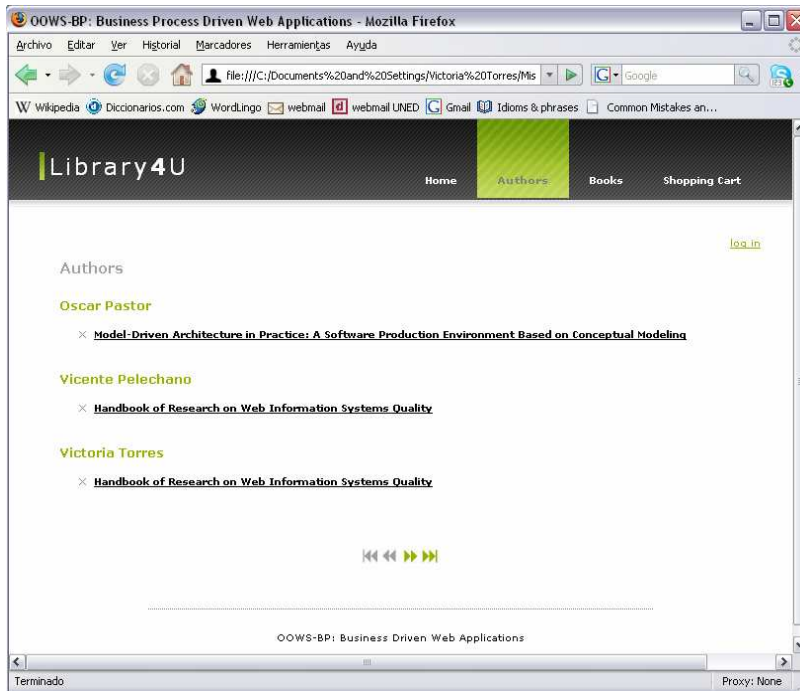 OOWS-BP: Business Process Driven Web Applications - Mozilla Firefox
Archivo Editar Ver Historial Marcadores Herramientas Ayuda
file:///C:/Documents%20and%20Settings/Victoria%20Torres/Mis G Google
W Wikipedia Diccionarios.com WordLingo webmail d webmail UNED G Gmail Idioms & phrases Common Mistakes an...
Library4U
Home Authors Books Shopping Cart
log in
Authors
Oscar Pastor
Model-Driven Architecture in Practice: A Software Production Environment Based on Conceptual Modeling
Vicente Pelechano
Handbook of Research on Web Information Systems Quality
Victoria Torres
Handbook of Research on Web Information Systems Quality
OOWS-BP: Business Driven Web Applications
Terminado Proxy: None